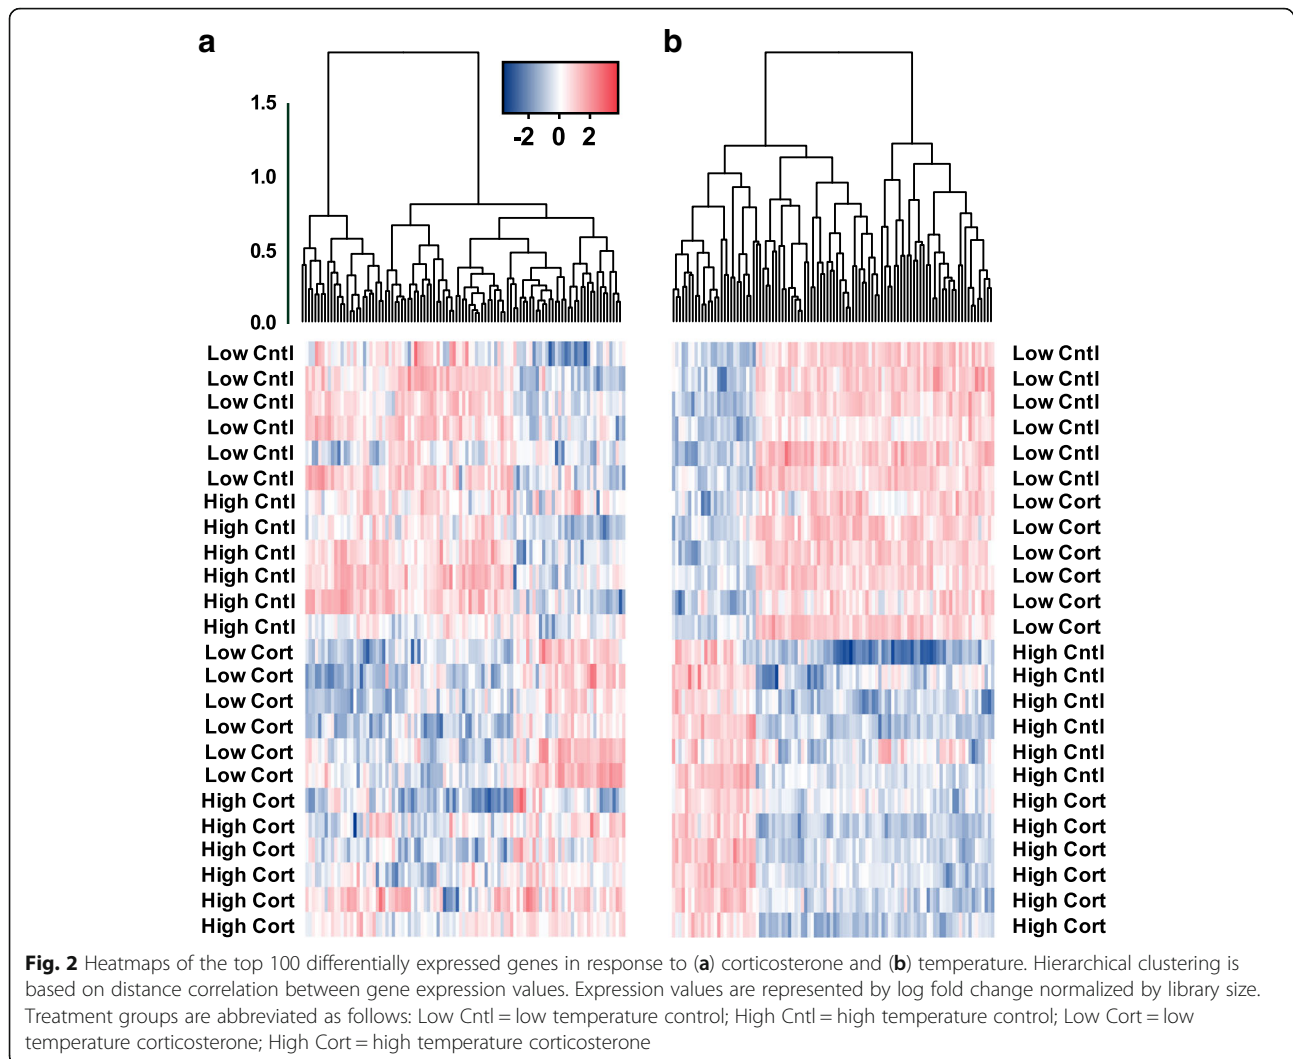 a
b
1.5
1.0
0.5
0.0
-2 0 2
Low Cntl
Low Cntl
Low Cntl
Low Cntl
Low Cntl
Low Cntl
High Cntl
High Cntl
High Cntl
High Cntl
High Cntl
High Cntl
Low Cort
Low Cort
Low Cort
Low Cort
Low Cort
Low Cort
High Cort
High Cort
High Cort
High Cort
High Cort
High Cort
Low Cntl
Low Cntl
Low Cntl
Low Cntl
Low Cntl
Low Cntl
Low Cort
Low Cort
Low Cort
Low Cort
Low Cort
Low Cort
High Cntl
High Cntl
High Cntl
High Cntl
High Cntl
High Cntl
High Cort
High Cort
High Cort
High Cort
High Cort
High Cort
Fig. 2 Heatmaps of the top 100 differentially expressed genes in response to (a) corticosterone and (b) temperature. Hierarchical clustering is
based on distance correlation between gene expression values. Expression values are represented by log fold change normalized by library size.
Treatment groups are abbreviated as follows: Low Cntl = low temperature control; High Cntl = high temperature control; Low Cort = low
temperature corticosterone; High Cort = high temperature corticosterone